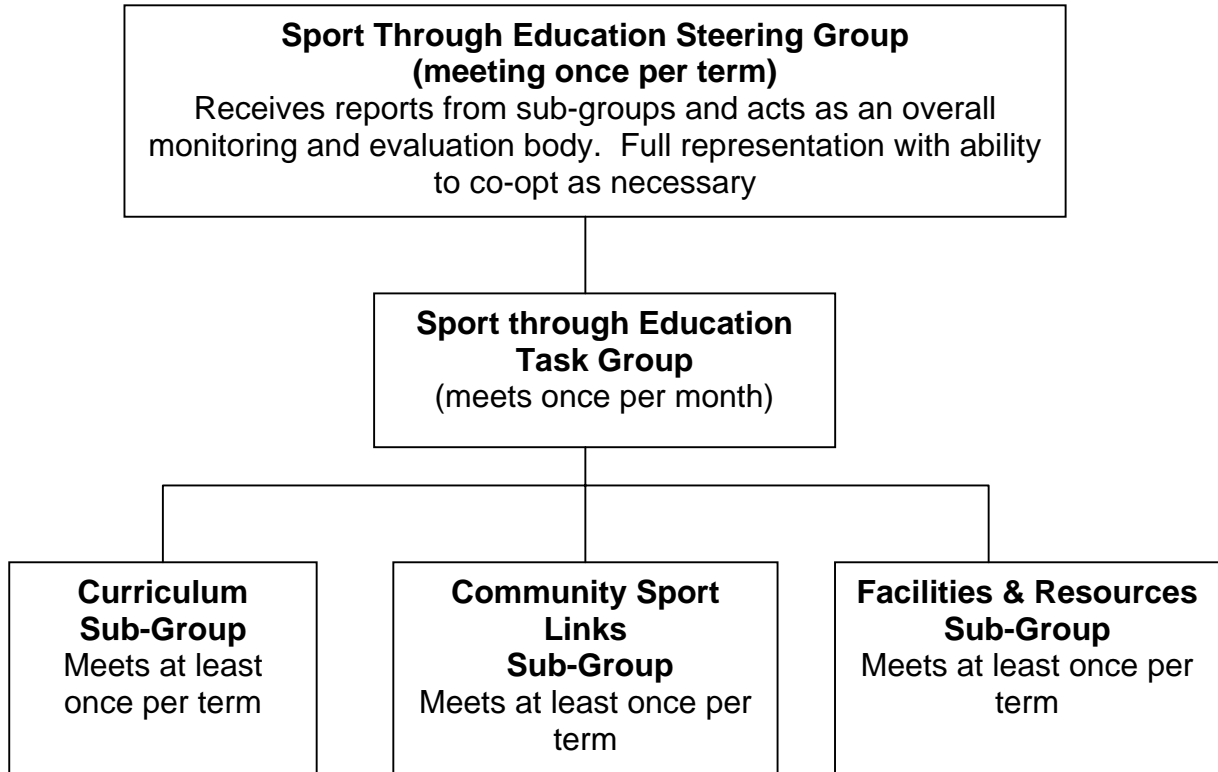 Sport Through Education Steering Group
(meeting once per term)
Receives reports from sub-groups and acts as an overall
monitoring and evaluation body.  Full representation with ability
to co-opt as necessary
Sport through Education
Task Group
(meets once per month)
Curriculum
Sub-Group
Meets at least
once per term
Community Sport
Links
Sub-Group
Meets at least once per
term
Facilities & Resources
Sub-Group
Meets at least once per
term